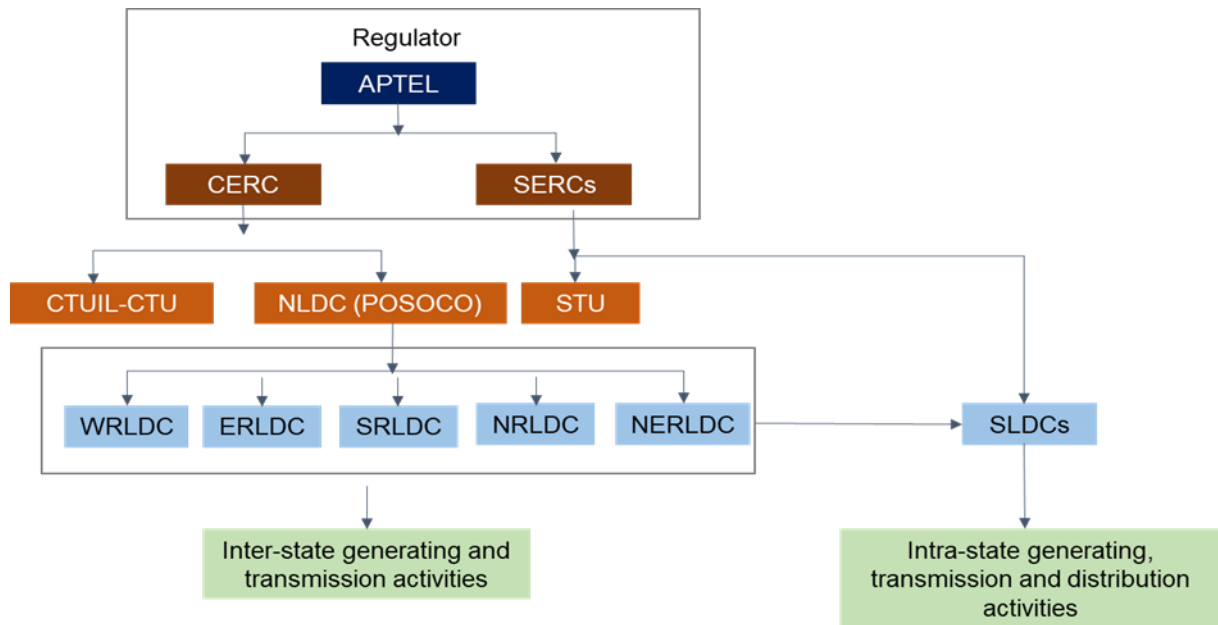 Regulator
APTEL
CERC
SERCs
CTUIL-CTU
NLDC (POSOCO)
STU
WRLDC
ERLDC
SRLDC
NRLDC
NERLDC
SLDCs
Inter-state generating and
transmission activities
Intra-state generating,
transmission and distribution
activities